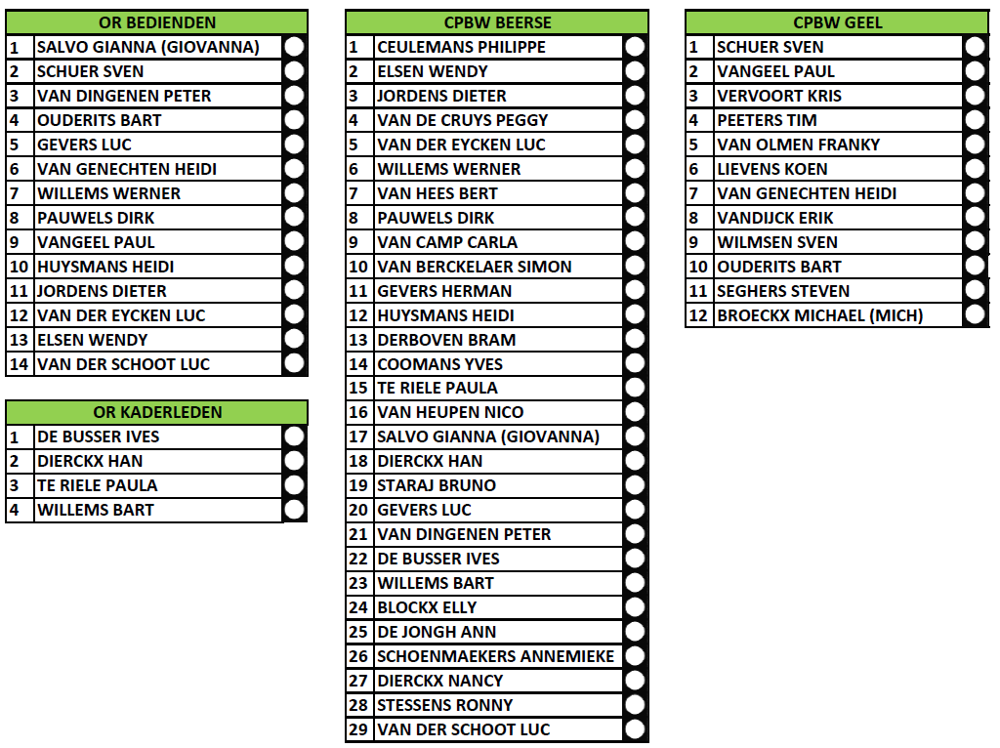 OR BEDIENDEN
1 SALVO GIANNA (GIOVANNA)
2 SCHUER SVEN
3 VAN DINGENEN PETER
4 OUDERITS BART
5 GEVERS LUC
6 VAN GENECHTEN HEIDI
7 WILLEMS WERNER
8 PAUWELS DIRK
9 VANGEEL PAUL
10 HUYSMANS HEIDI
11 JORDENS DIETER
12 VAN DER EYCKEN LUC
13 ELSEN WENDY
14 VAN DER SCHOOT LUC
OR KADERLEDEN
1 DE BUSSER IVES
2 DIERCKX HAN
3 TE RIELE PAULA
4 WILLEMS BART
CPBW BEERSE
1 CEULEMANS PHILIPPE
2 ELSEN WENDY
3 JORDENS DIETER
4 VAN DE CRUYS PEGGY
5 VAN DER EYCKEN LUC
6 WILLEMS WERNER
7 VAN HEES BERT
8 PAUWELS DIRK
9 VAN CAMP CARLA
10 VAN BERCKELAER SIMON
11 GEVERS HERMAN
12 HUYSMANS HEIDI
13 DERBOVEN BRAM
14 COOMANS YVES
15 TE RIELE PAULA
16 VAN HEUPEN NICO
17 SALVO GIANNA (GIOVANNA)
18 DIERCKX HAN
19 STARAJ BRUNO
20 GEVERS LUC
21 VAN DINGENEN PETER
22 DE BUSSER IVES
23 WILLEMS BART
24 BLOCKX ELLY
25 DE JONGH ANN
26 SCHOENMAEKERS ANNEMIEKE
27 DIERCKX NANCY
28 STESSENS RONNY
29 VAN DER SCHOOT LUC
CPBW GEEL
1 SCHUER SVEN
2 VANGEEL PAUL
3 VERVOORT KRIS
4 PEETERS TIM
5 VAN OLMEN FRANKY
6 LIEVENS KOEN
7 VAN GENECHTEN HEIDI
8 VANDIJCK ERIK
9 WILMSEN SVEN
10 OUDERITS BART
11 SEGHERS STEVEN
12 BROECKX MICHAEL (MICH)